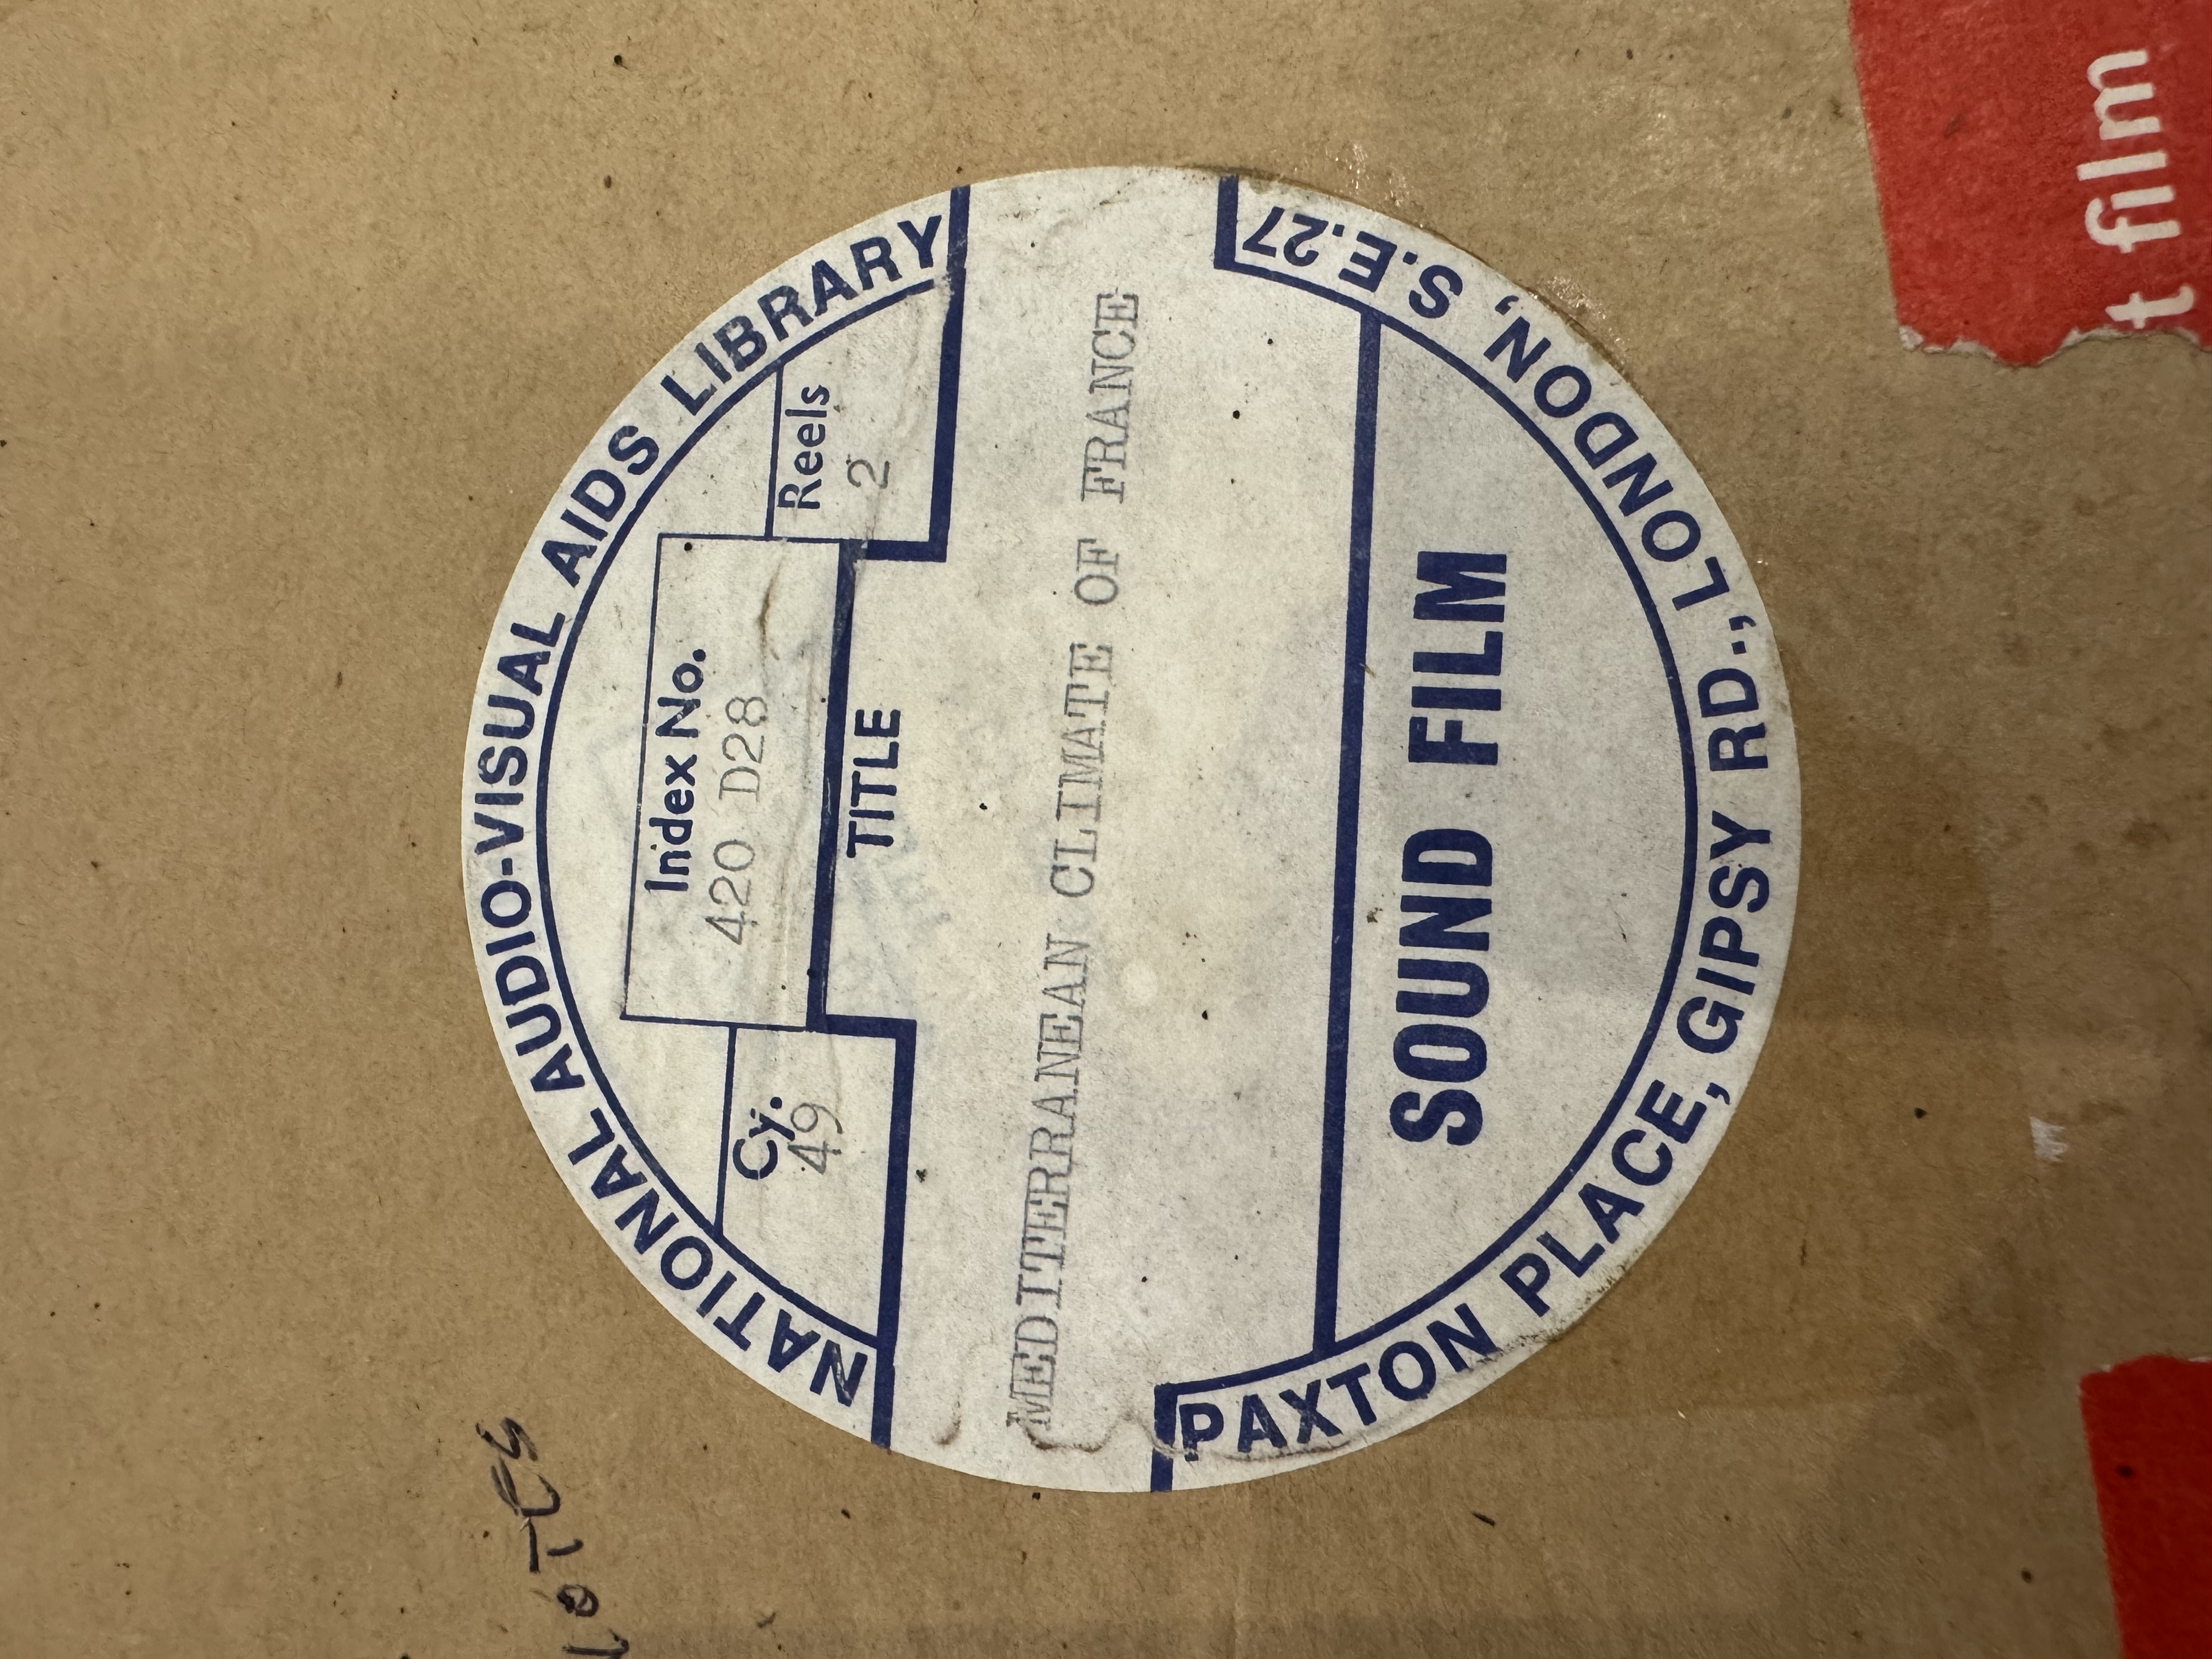 NATIONAL AUDIO-VISUAL AIDS LIBRARY
Index No.
420 D28
Cy.
49
Reels
2
TITLE
MEDITERRANEAN CLIMATE OF FRANCE
SOUND FILM
PAXTON PLACE, GIPSY RD., LONDON, S.E.27
t film